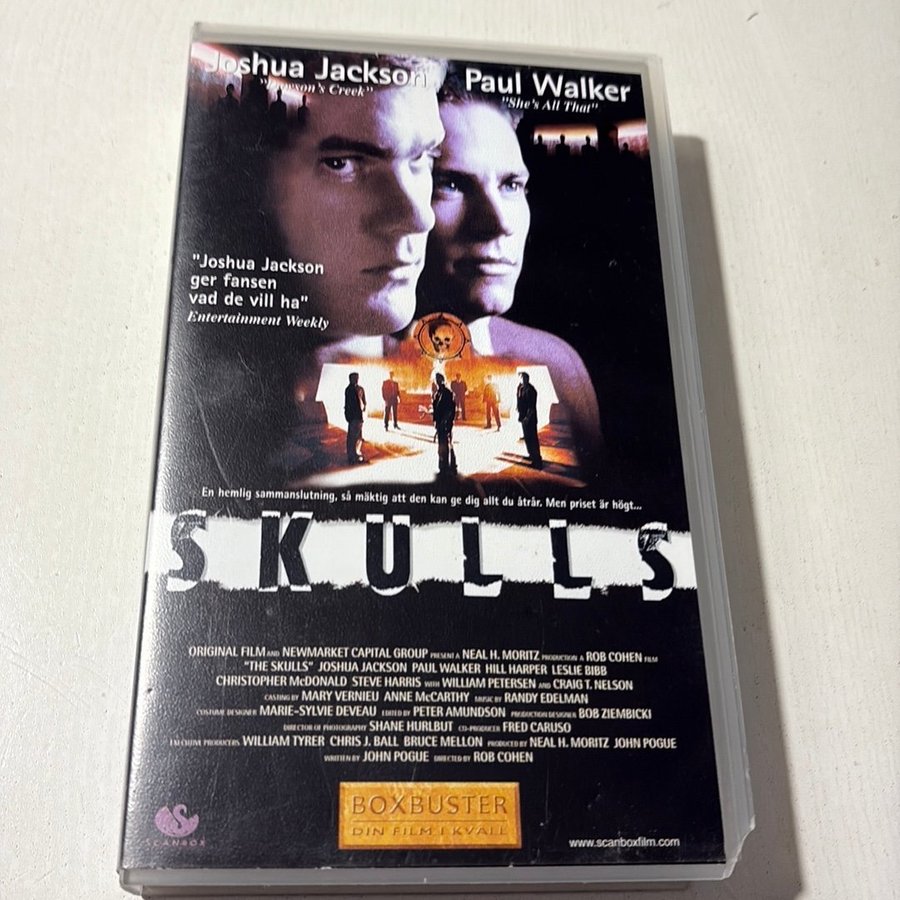 Joshua Jackson
"Dawson's Creek"
Paul Walker
"She's All That"
"Joshua Jackson
ger fansen
vad de vill ha"
Entertainment Weekly
En hemlig sammanslutning, så mäktig att den kan ge dig allt du åtrår. Men priset är högt...
SKULLS
ORIGINAL FILM AND NEWMARKET CAPITAL GROUP PRESENT A NEAL H. MORITZ PRODUCTION A ROB COHEN FILM
"THE SKULLS" JOSHUA JACKSON PAUL WALKER HILL HARPER LESLIE BIBB
CHRISTOPHER McDONALD STEVE HARRIS WITH WILLIAM PETERSEN AND CRAIG T. NELSON
CASTING BY MARY VERNIEU ANNE McCARTHY MUSIC BY RANDY EDELMAN
COSTUME DESIGNER MARIE-SYLVIE DEVEAU EDITED BY PETER AMUNDSON PRODUCTION DESIGNER BOB ZIEMBICKI
DIRECTOR OF PHOTOGRAPHY SHANE HURLBUT CO-PRODUCER FRED CARUSO
EXECUTIVE PRODUCERS WILLIAM TYRER CHRIS J. BALL BRUCE MELLON PRODUCED BY NEAL H. MORITZ JOHN POGUE
WRITTEN BY JOHN POGUE DIRECTED BY ROB COHEN
BOXBUSTER
DIN FILM I KVÄLL
SCANBOX
www.scanboxfilm.com